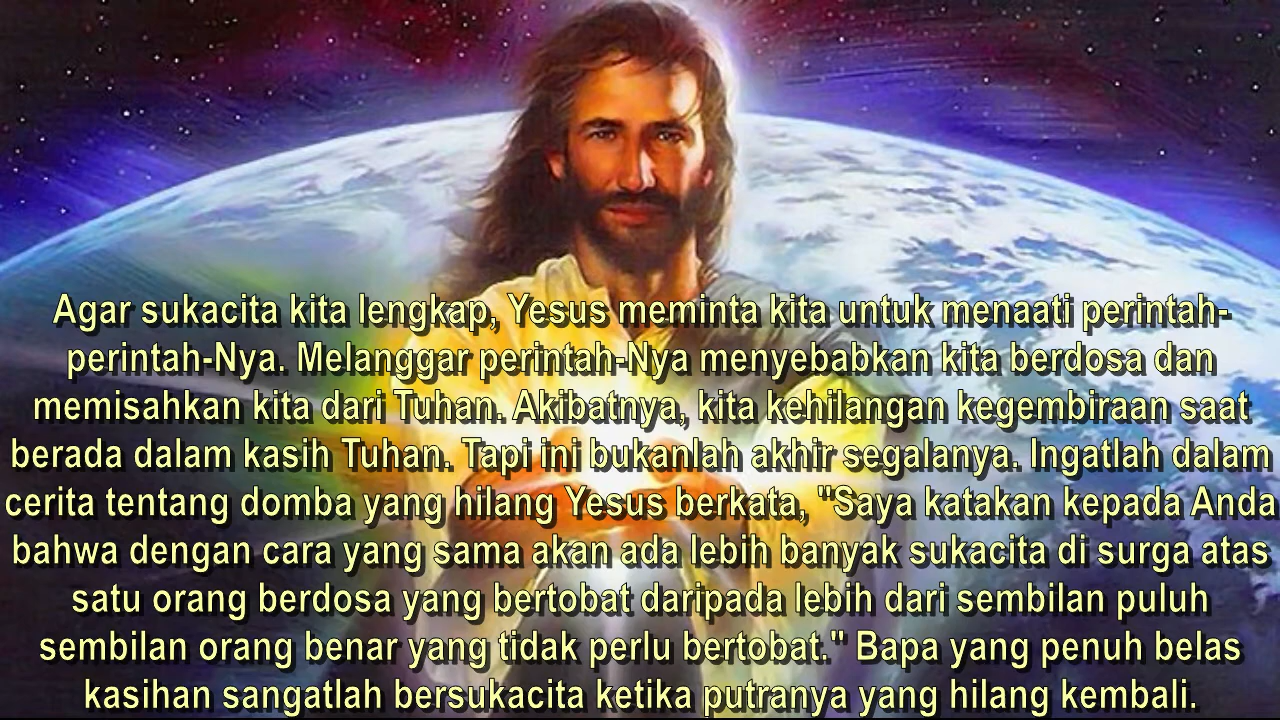 Agar sukacita kita lengkap, Yesus meminta kita untuk menaati perintah-
perintah-Nya. Melanggar perintah-Nya menyebabkan kita berdosa dan
memisahkan kita dari Tuhan. Akibatnya, kita kehilangan kegembiraan saat
berada dalam kasih Tuhan. Tapi ini bukanlah akhir segalanya. Ingatlah dalam
cerita tentang domba yang hilang Yesus berkata, "Saya katakan kepada Anda
bahwa dengan cara yang sama akan ada lebih banyak sukacita di surga atas
satu orang berdosa yang bertobat daripada lebih dari sembilan puluh
sembilan orang benar yang tidak perlu bertobat." Bapa yang penuh belas
kasihan sangatlah bersukacita ketika putranya yang hilang kembali.